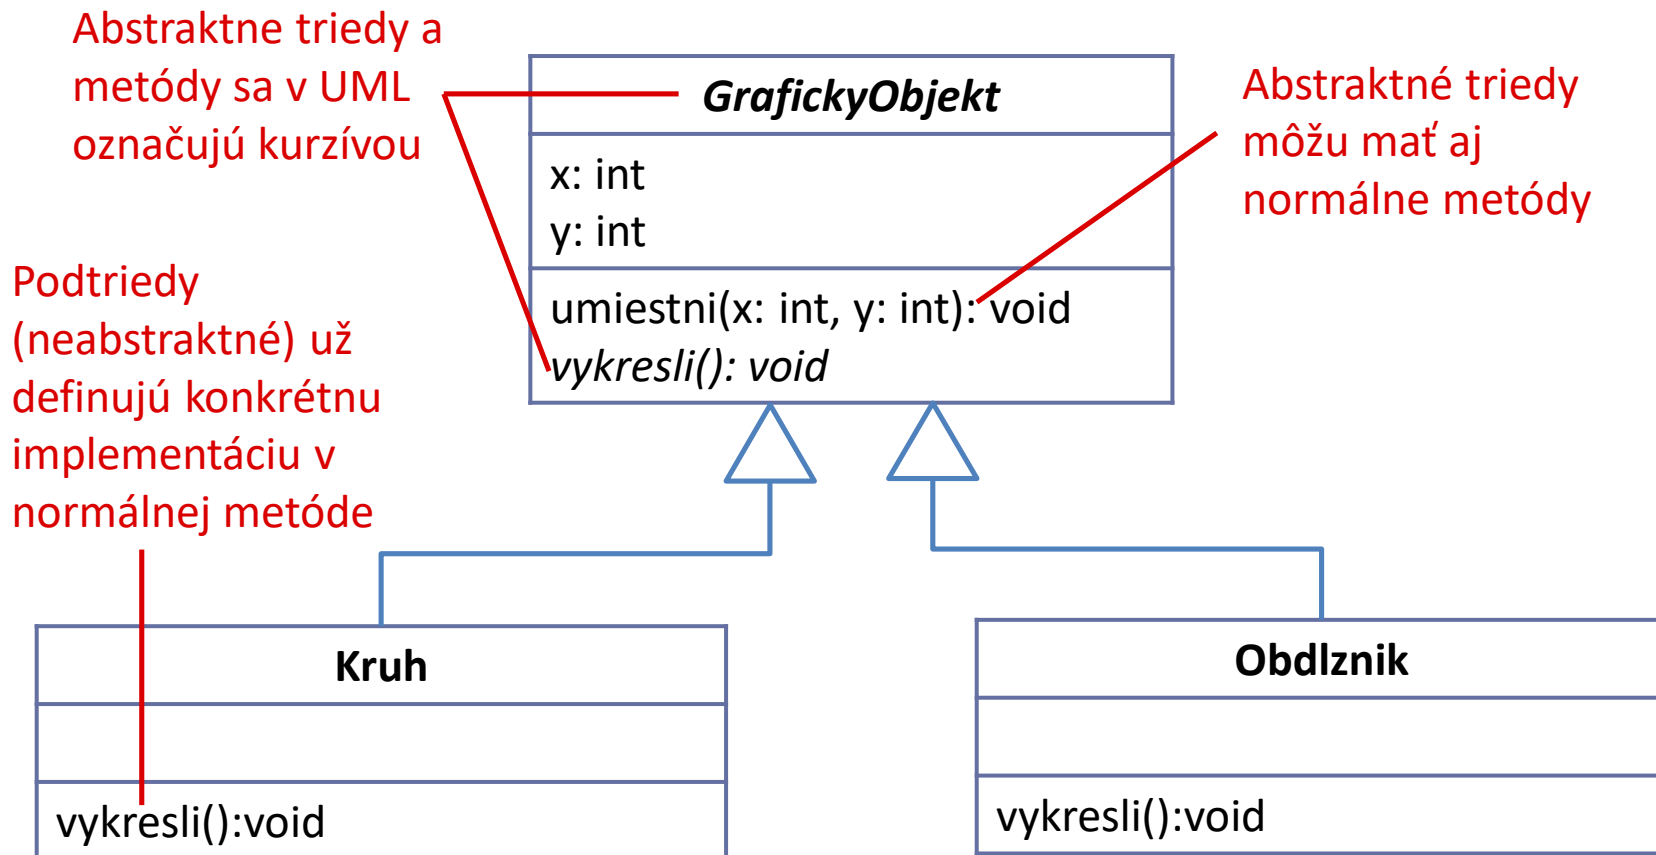 Abstraktne triedy a
metódy sa v UML
označujú kurzívou
GrafickyObjekt
x: int
y: int
umiestni(x: int, y: int): void
vykresli(): void
Abstraktné triedy
môžu mať aj
normálne metódy
Podtriedy
(neabstraktné) už
definujú konkrétnu
implementáciu v
normálnej metóde
Kruh
vykresli():void
Obdlznik
vykresli():void